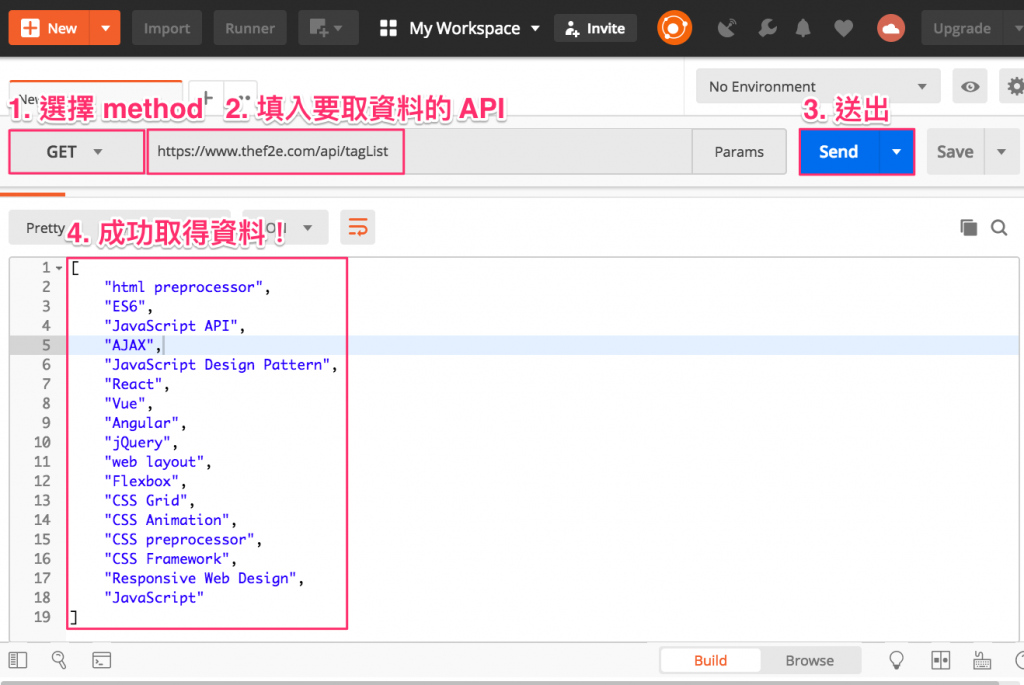 New Import Runner My Workspace Invite Upgrade
No Environment
1. 選擇 method 2. 填入要取資料的 API 3. 送出
GET https://www.thef2e.com/api/tagList Params Send Save
Pretty 4. 成功取得資料！
1 [
2 "html preprocessor",
3 "ES6",
4 "JavaScript API",
5 "AJAX",
6 "JavaScript Design Pattern",
7 "React",
8 "Vue",
9 "Angular",
10 "jQuery",
11 "web layout",
12 "Flexbox",
13 "CSS Grid",
14 "CSS Animation",
15 "CSS preprocessor",
16 "CSS Framework",
17 "Responsive Web Design",
18 "JavaScript"
19 ]
Build Browse